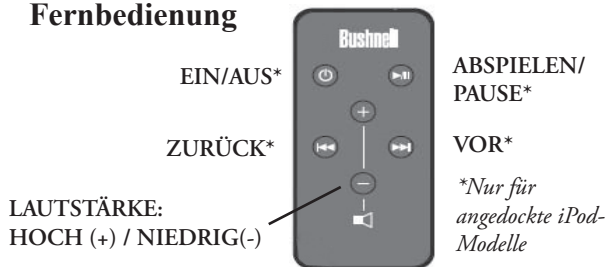 Fernbedienung
Bushnell
EIN/AUS*
ABSPIELEN/
PAUSE*
+
ZURÜCK*
VOR*
−
LAUTSTÄRKE:
HOCH (+) / NIEDRIG(-)
*Nur für
angedockte iPod-
Modelle